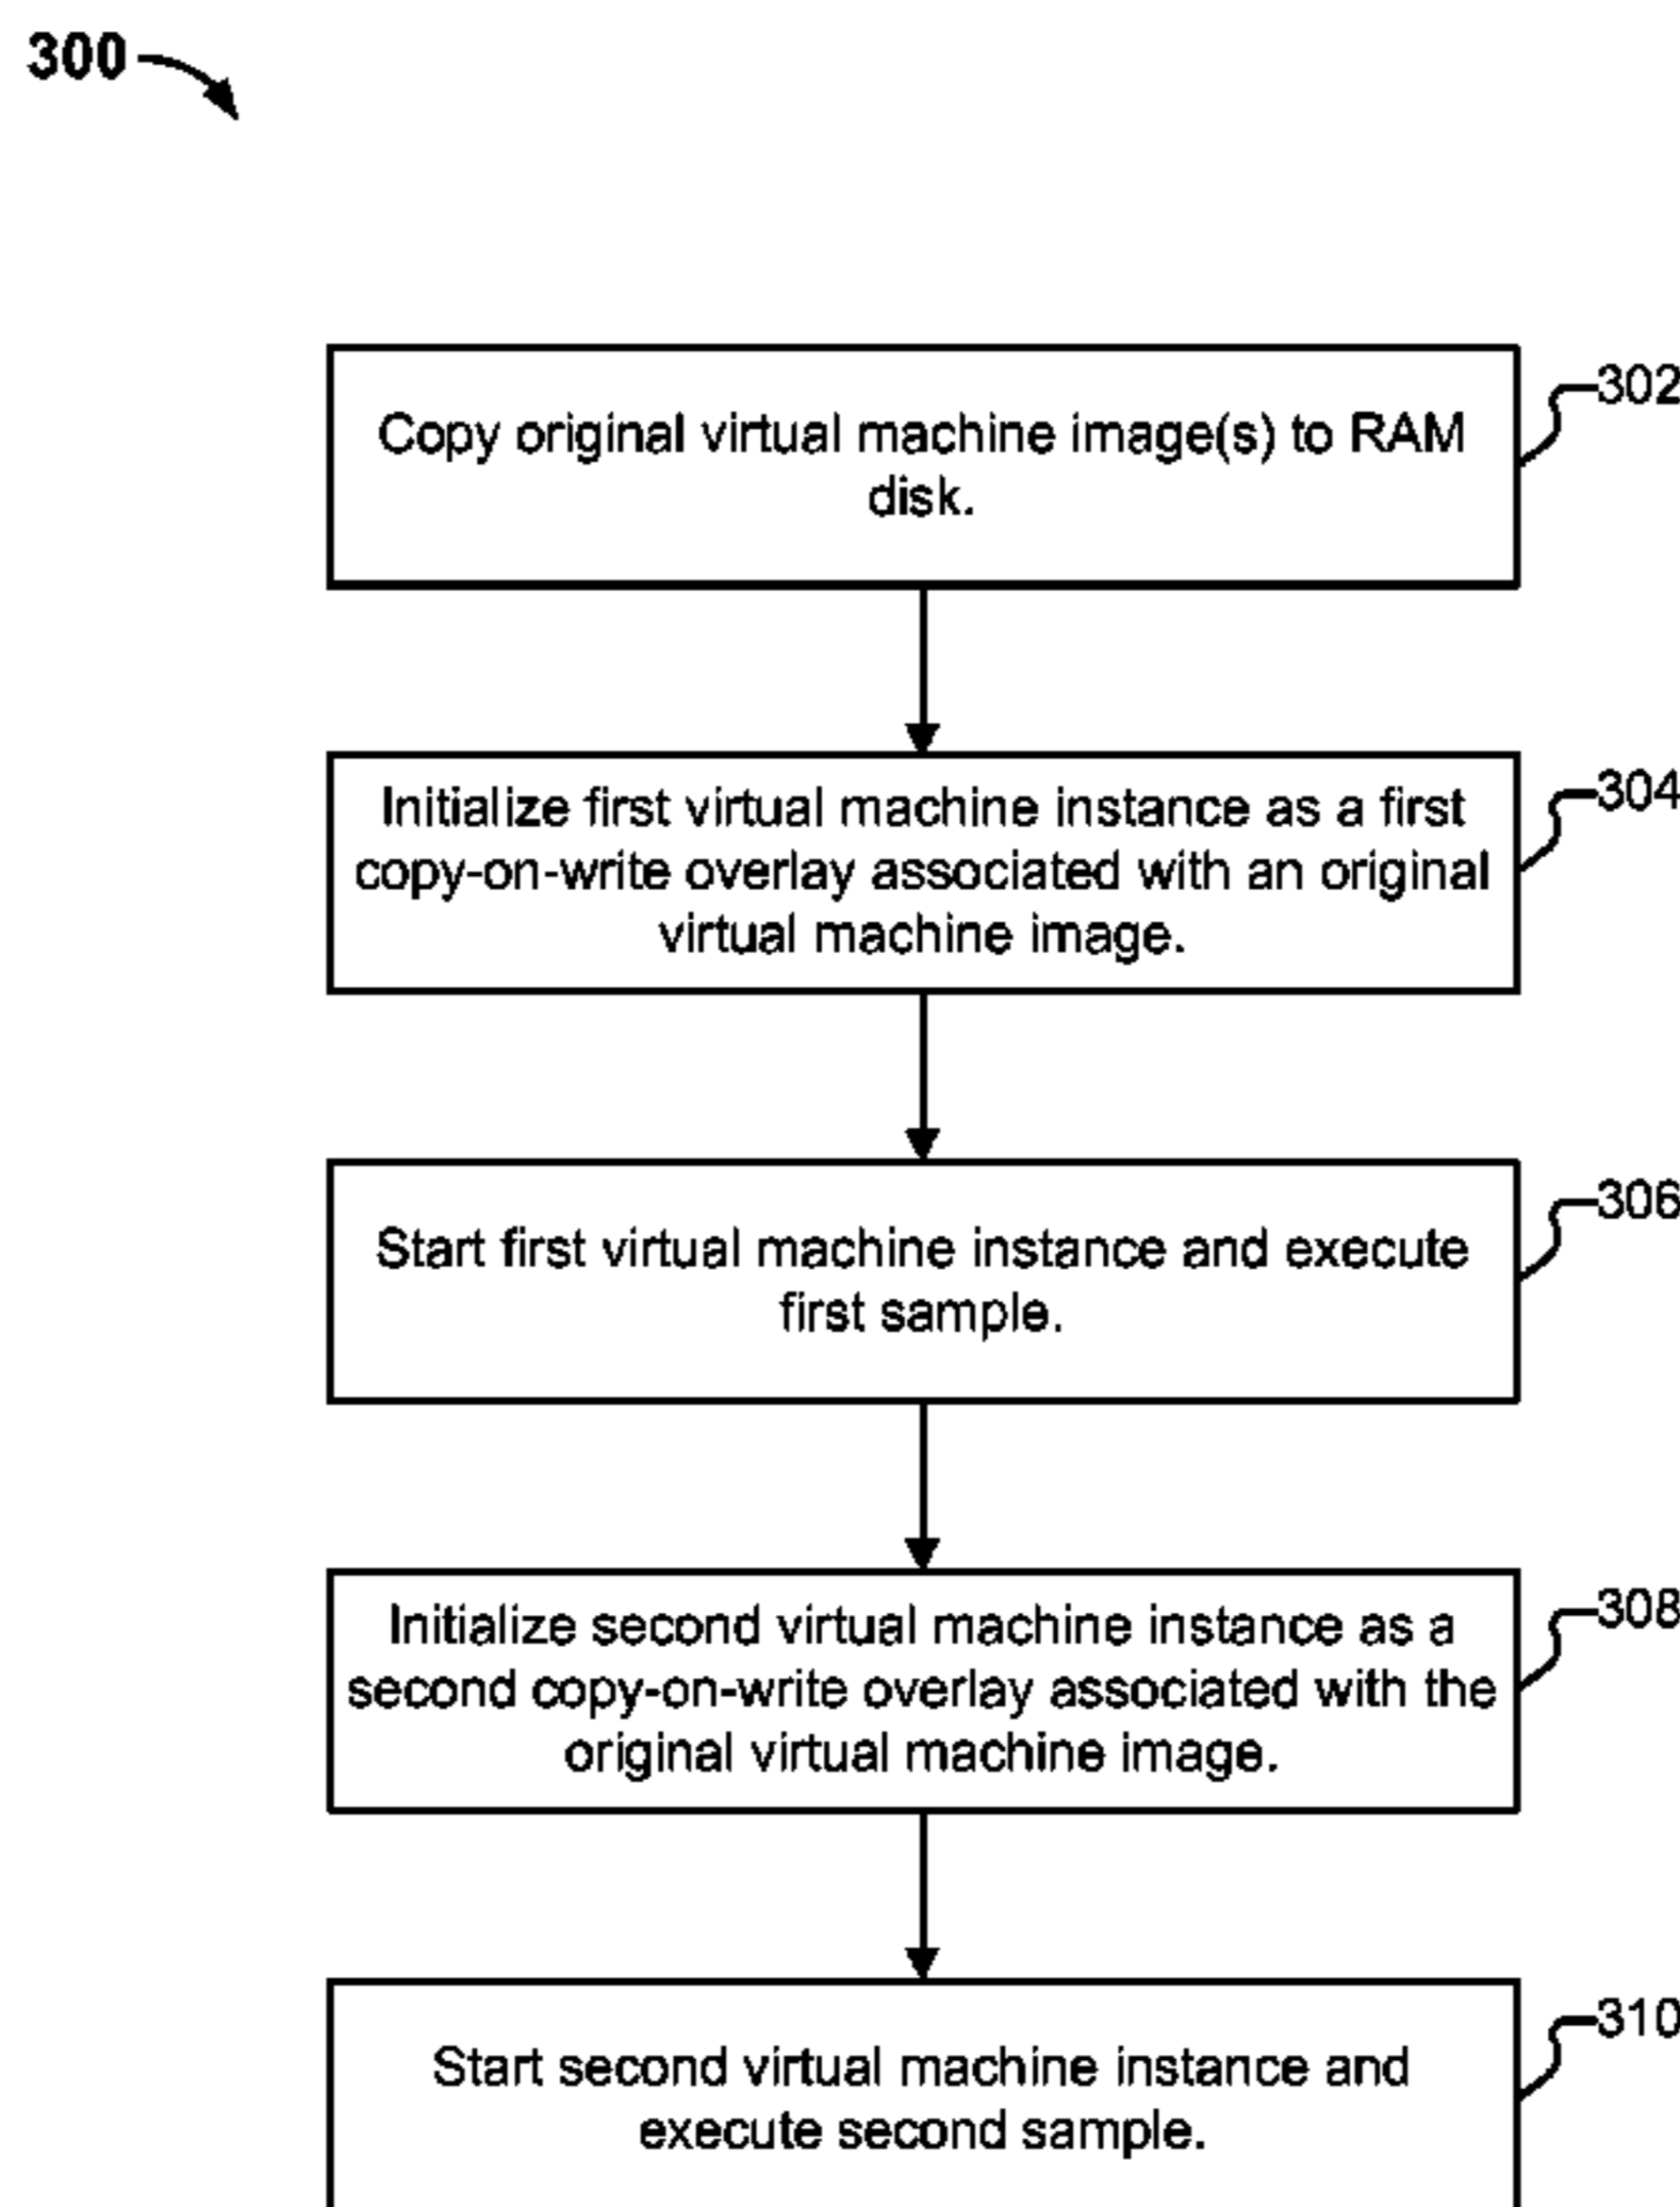 300
Copy original virtual machine image(s) to RAM
disk.
302
Initialize first virtual machine instance as a first
copy-on-write overlay associated with an original
virtual machine image.
304
Start first virtual machine instance and execute
first sample.
306
Initialize second virtual machine instance as a
second copy-on-write overlay associated with the
original virtual machine image.
308
Start second virtual machine instance and
execute second sample.
310